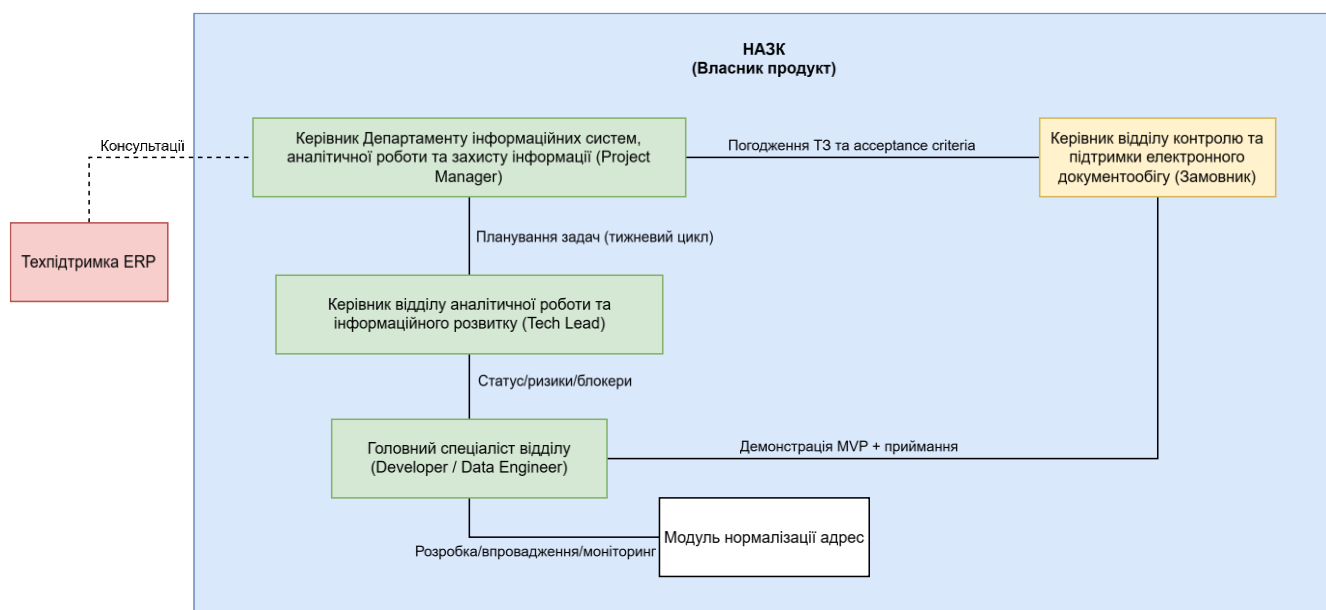 НАЗК
(Власник продукт)
Консультації
Керівник Департаменту інформаційних систем,
аналітичної роботи та захисту інформації (Project
Manager)
Погодження ТЗ та acceptance criteria
Керівник відділу контролю та
підтримки електронного
документообігу (Замовник)
Техпідтримка ERP
Планування задач (тижневий цикл)
Керівник відділу аналітичної роботи та
інформаційного розвитку (Tech Lead)
Статус/ризики/блокери
Головний спеціаліст відділу
(Developer / Data Engineer)
Демонстрація MVP + приймання
Розробка/впровадження/моніторинг
Модуль нормалізації адрес